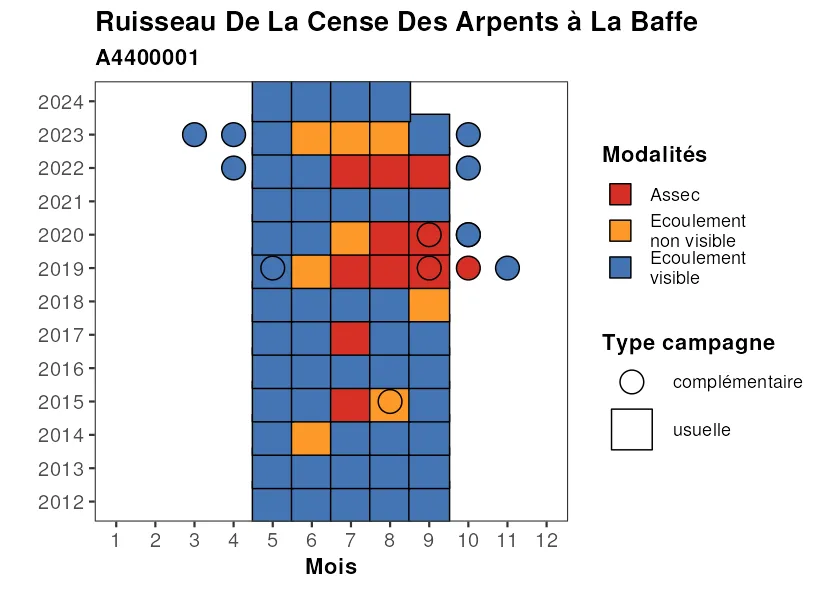 Ruisseau De La Cense Des Arpents à La Baffe
A4400001
2024
2023
2022
2021
2020
2019
2018
2017
2016
2015
2014
2013
2012
1 2 3 4 5 6 7 8 9 10 11 12
Mois
Modalités
Assec
Ecoulement
non visible
Ecoulement
visible
Type campagne
complémentaire
usuelle